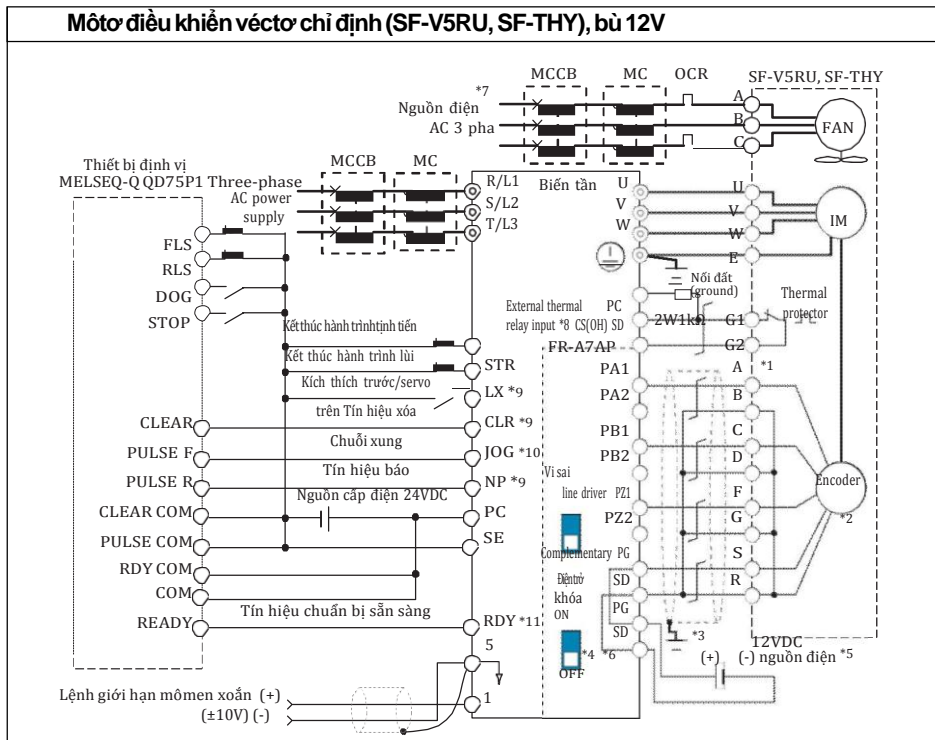 Môtơ điều khiển véctơ chỉ định (SF-V5RU, SF-THY), bù 12V
MCCB MC OCR SF-V5RU, SF-THY
*7
Nguồn điện
AC 3 pha
A
B
C
FAN
Thiết bị định vị
MELSEQ-Q QD75P1
Three-phase
AC power
supply
MCCB MC
R/L1
S/L2
T/L3
Biến tần
U
V
W
U
V
W
E
IM
Nối đất
(ground)
FLS
RLS
DOG
STOP
External thermal
relay input *8 CS(OH) SD
PC
2W1kΩ
G1
G2
Thermal
protector
FR-A7AP
Kết thúc hành trình tịnh tiến
Kết thúc hành trình lùi
STR
Kích thích trước/servo
LX *9
trên Tín hiệu xóa
CLEAR
CLR *9
Chuỗi xung
PULSE F
JOG *10
Tín hiệu báo
PULSE R
NP *9
Nguồn cấp điện 24VDC
CLEAR COM
PC
PULSE COM
SE
RDY COM
COM
Tín hiệu chuẩn bị sẵn sàng
READY
RDY *11
5
1
Lệnh giới hạn mômen xoắn (+)
(±10V) (-)
PA1
PA2
PB1
PB2
Vi sai
line driver PZ1
PZ2
Complementary PG
SD
Điện trở
khóa
ON
PG
SD
*4 *6
OFF
A *1
B
C
D
F
G
S
R
Encoder
*2
*3
12VDC
(+) (-) nguồn điện *5